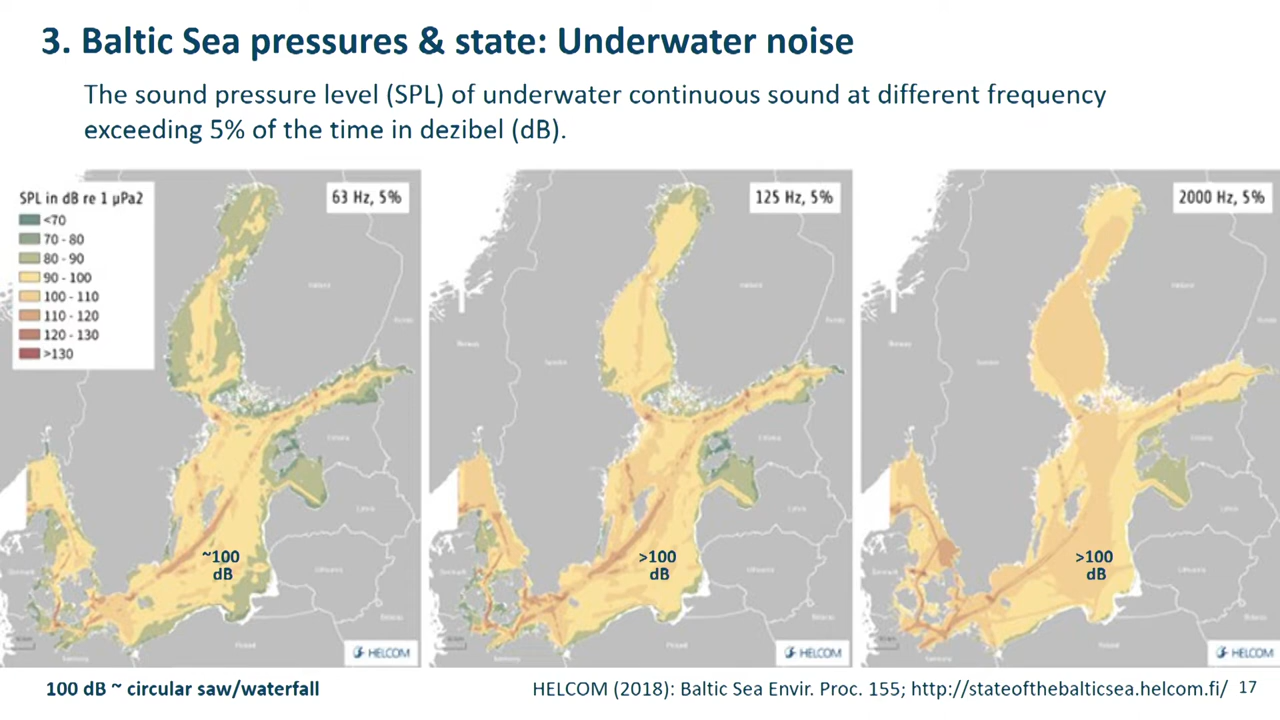 3. Baltic Sea pressures & state: Underwater noise
The sound pressure level (SPL) of underwater continuous sound at different frequency
exceeding 5% of the time in dezibel (dB).
SPL in dB re 1 µPa2
<70
70 - 80
80 - 90
90 - 100
100 - 110
110 - 120
120 - 130
>130
63 Hz, 5%
~100
dB
HELCOM
125 Hz, 5%
>100
dB
HELCOM
2000 Hz, 5%
>100
dB
HELCOM
100 dB ~ circular saw/waterfall
HELCOM (2018): Baltic Sea Envir. Proc. 155; http://stateofthebalticsea.helcom.fi/
17